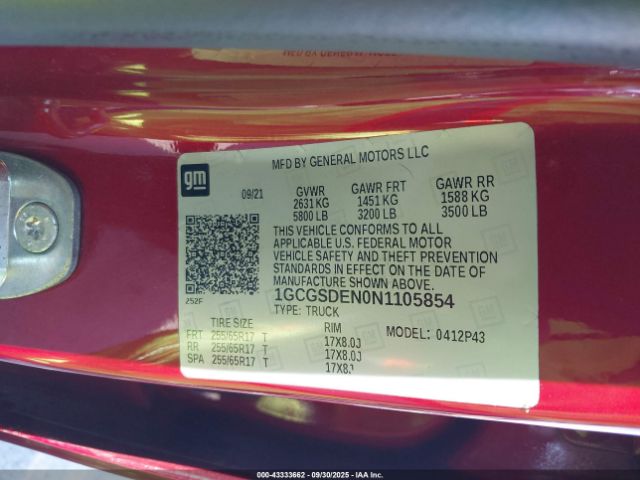 MFD BY GENERAL MOTORS LLC
gm
09/21
GVWR GAWR FRT GAWR RR
2631 KG 1451 KG 1588 KG
5800 LB 3200 LB 3500 LB
THIS VEHICLE CONFORMS TO ALL
APPLICABLE U.S. FEDERAL MOTOR
VEHICLE SAFETY AND THEFT PREVENTION
STANDARDS IN EFFECT ON THE DATE OF
MANUFACTURE SHOWN ABOVE.
252F
1GCGSDEN0N1105854
TYPE: TRUCK
TIRE SIZE RIM MODEL: 0412P43
FRT 255/65R17 T 17X8.0J
RR 255/65R17 T 17X8.0J
SPA 255/65R17 T 17X8.J
000-43333662 - 09/30/2025 - IAA Inc.